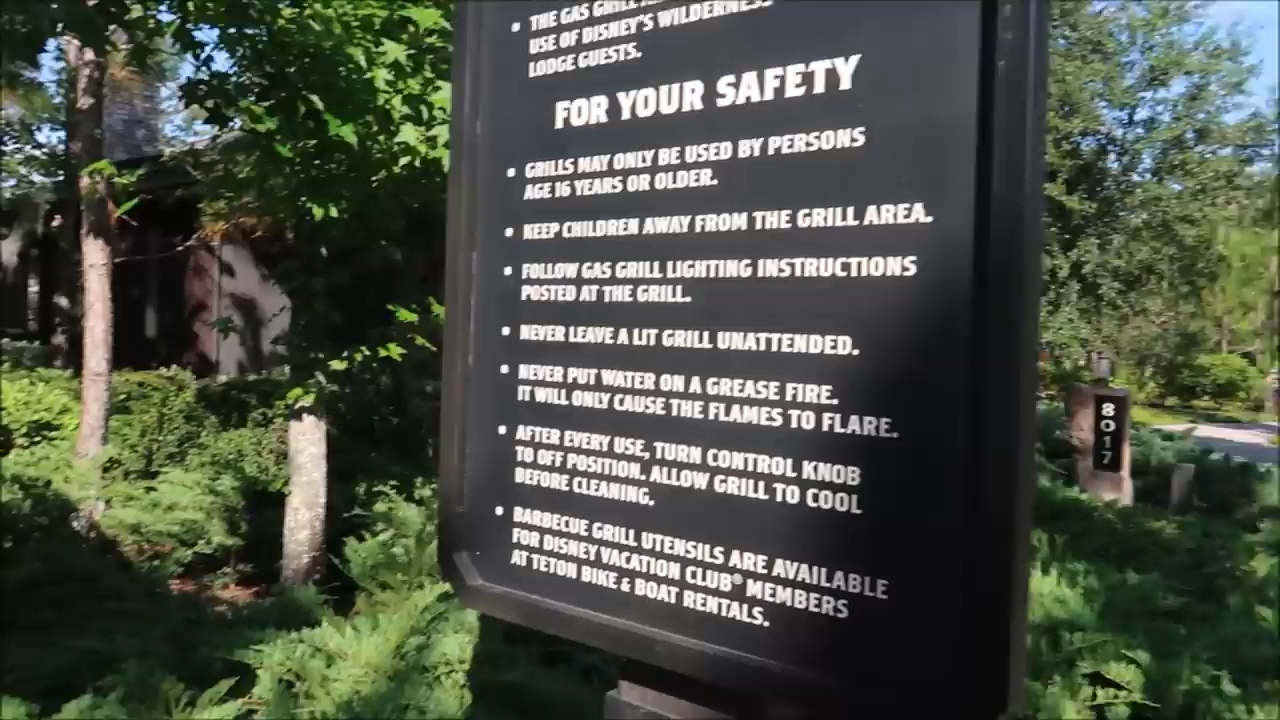 • THE GAS GRILL
USE OF DISNEY'S WILDERNESS
LODGE GUESTS.
FOR YOUR SAFETY
• GRILLS MAY ONLY BE USED BY PERSONS
AGE 16 YEARS OR OLDER.
• KEEP CHILDREN AWAY FROM THE GRILL AREA.
• FOLLOW GAS GRILL LIGHTING INSTRUCTIONS
POSTED AT THE GRILL.
• NEVER LEAVE A LIT GRILL UNATTENDED.
• NEVER PUT WATER ON A GREASE FIRE.
IT WILL ONLY CAUSE THE FLAMES TO FLARE.
• AFTER EVERY USE, TURN CONTROL KNOB
TO OFF POSITION. ALLOW GRILL TO COOL
BEFORE CLEANING.
• BARBECUE GRILL UTENSILS ARE AVAILABLE
FOR DISNEY VACATION CLUB® MEMBERS
AT TETON BIKE & BOAT RENTALS.
8017